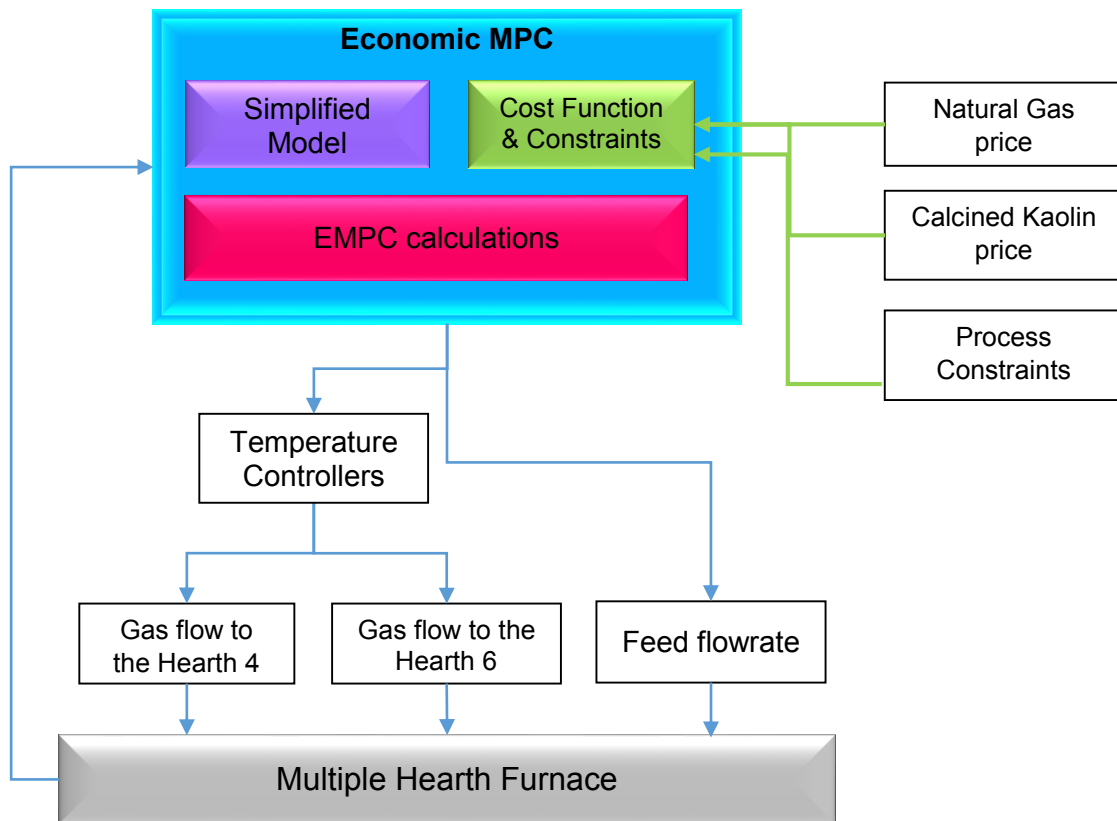 Economic MPC
Simplified
Model
Cost Function
& Constraints
EMPC calculations
Natural Gas
price
Calcined Kaolin
price
Process
Constraints
Temperature
Controllers
Gas flow to
the Hearth 4
Gas flow to the
Hearth 6
Feed flowrate
Multiple Hearth Furnace